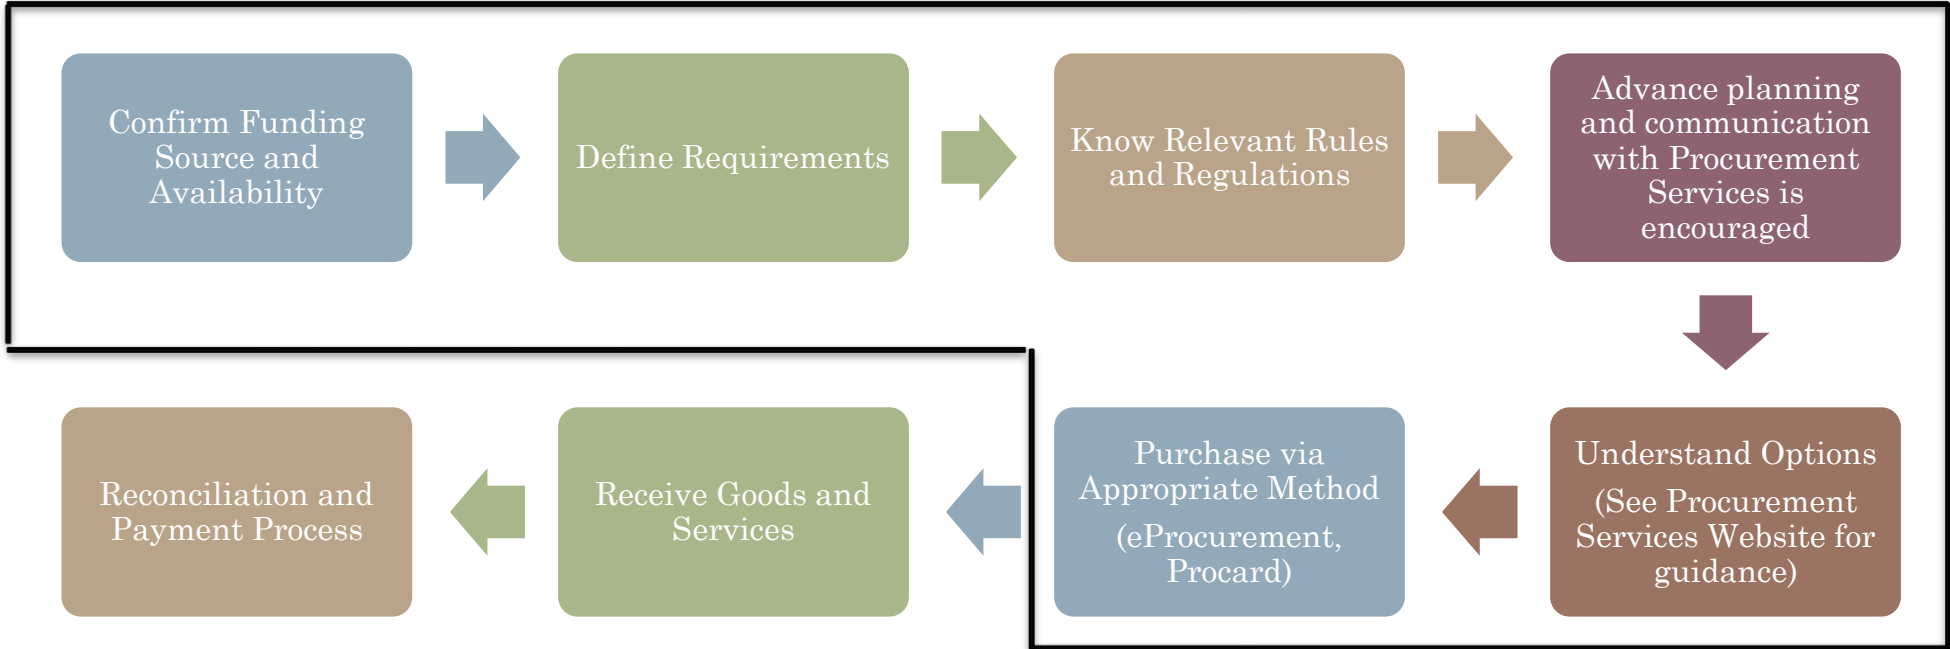 Confirm Funding
Source and
Availability
Define Requirements
Know Relevant Rules
and Regulations
Advance planning
and communication
with Procurement
Services is
encouraged
Understand Options
(See Procurement
Services Website for
guidance)
Purchase via
Appropriate Method
(eProcurement,
Procard)
Receive Goods and
Services
Reconciliation and
Payment Process